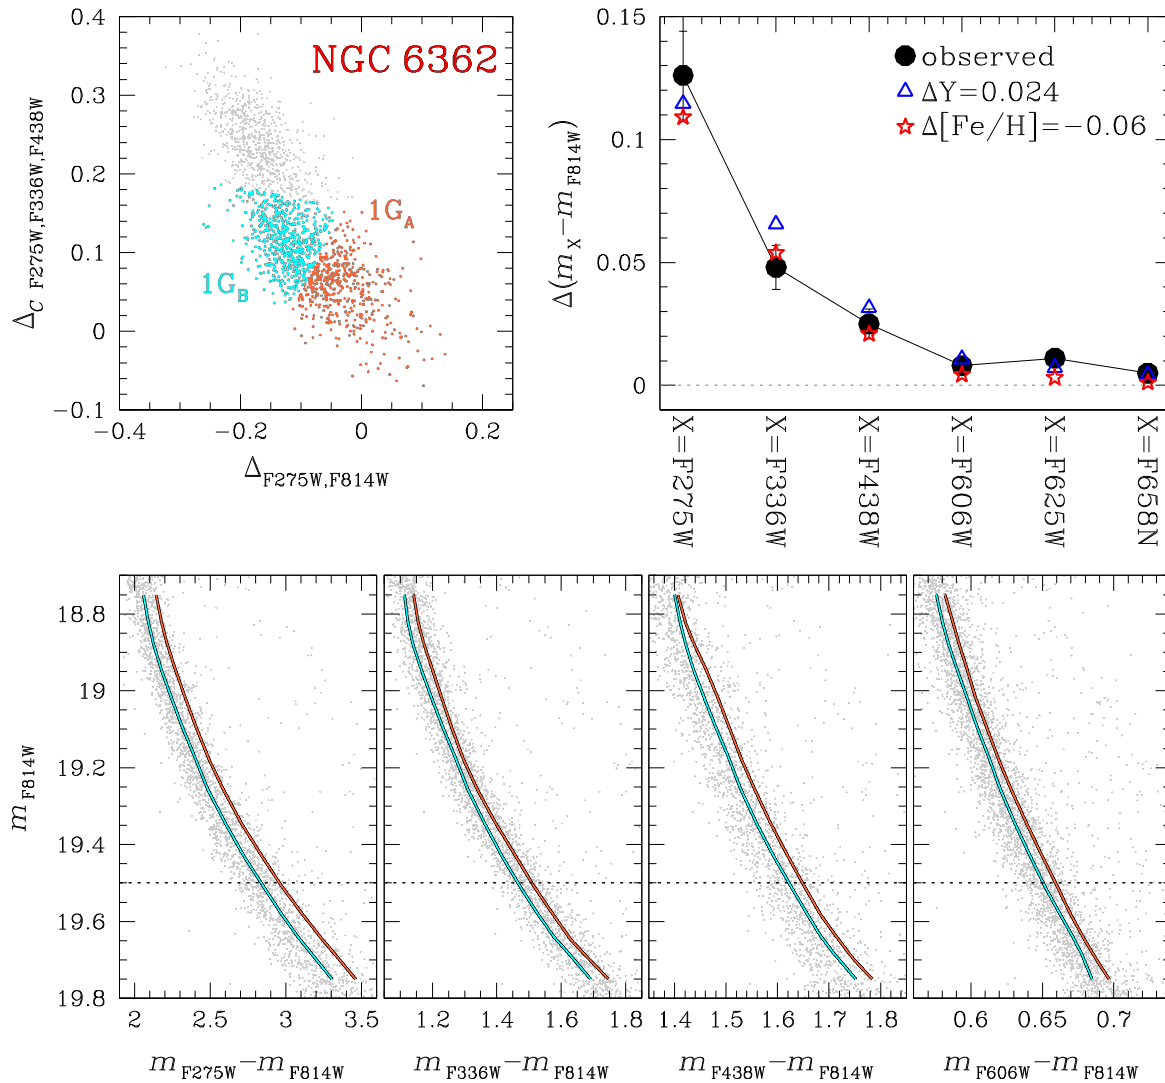 NGC 6362
1G_A
1G_B
0.4
0.3
0.2
0.1
0
−0.1
−0.4
−0.2
0
0.2
Δ_C F275W,F336W,F438W
Δ_F275W,F814W
observed
ΔY=0.024
Δ[Fe/H]=−0.06
0.15
0.1
0.05
0
Δ(m_X−m_F814W)
X=F275W
X=F336W
X=F438W
X=F606W
X=F625W
X=F658N
18.8
19
19.2
19.4
19.6
19.8
m_F814W
2
2.5
3
3.5
1.2
1.4
1.6
1.8
1.4
1.5
1.6
1.7
1.8
0.6
0.65
0.7
m_F275W−m_F814W
m_F336W−m_F814W
m_F438W−m_F814W
m_F606W−m_F814W